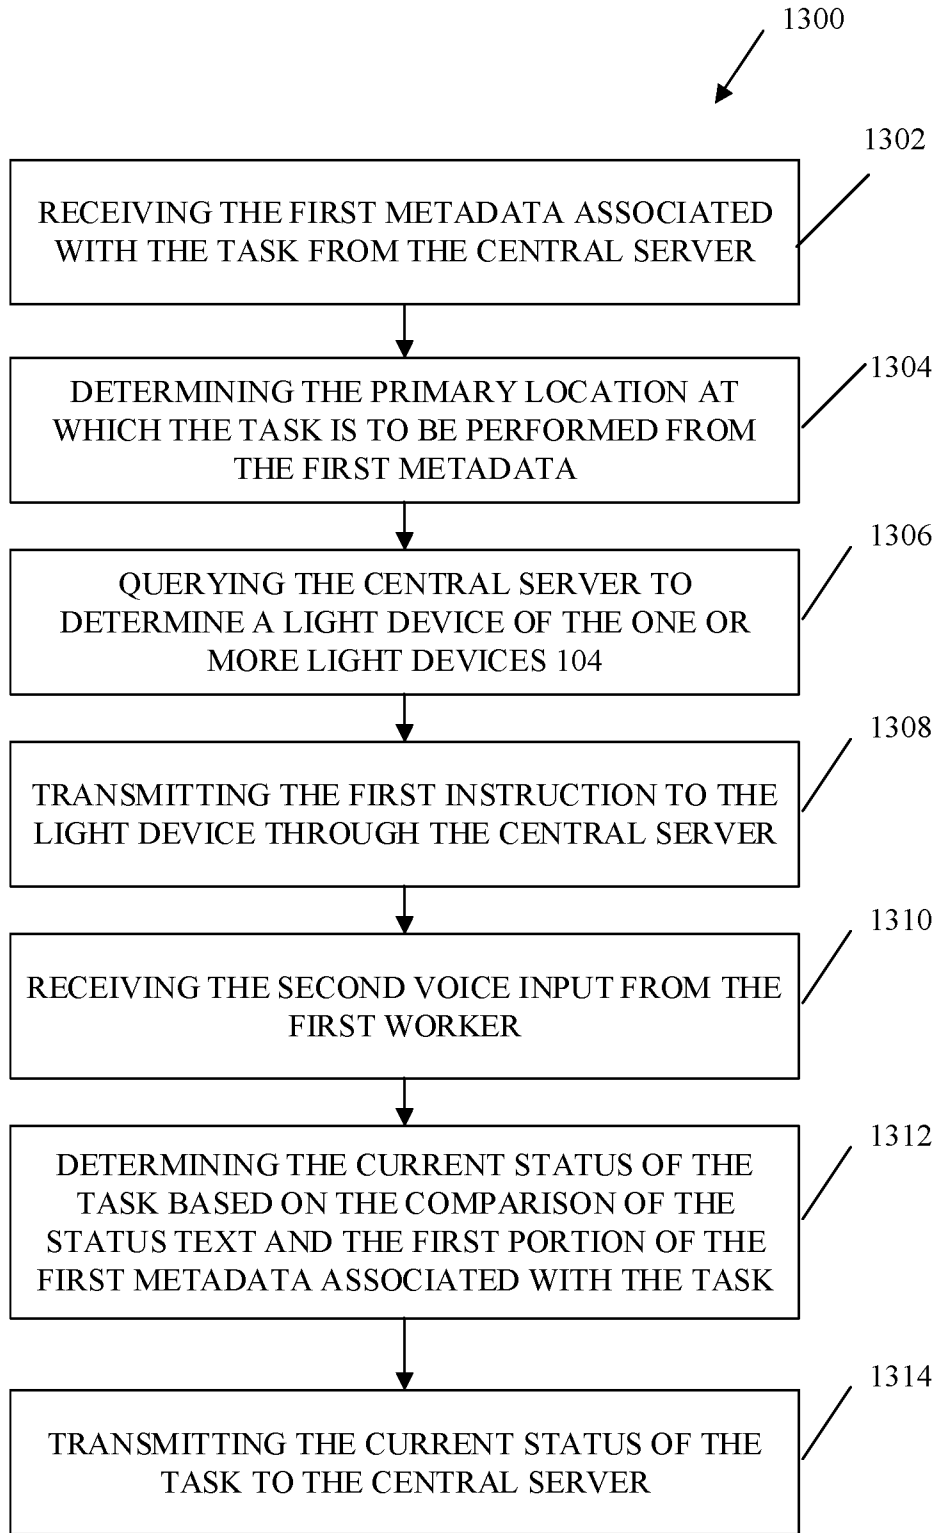 1300
1302
RECEIVING THE FIRST METADATA ASSOCIATED
WITH THE TASK FROM THE CENTRAL SERVER
1304
DETERMINING THE PRIMARY LOCATION AT
WHICH THE TASK IS TO BE PERFORMED FROM
THE FIRST METADATA
1306
QUERYING THE CENTRAL SERVER TO
DETERMINE A LIGHT DEVICE OF THE ONE OR
MORE LIGHT DEVICES 104
1308
TRANSMITTING THE FIRST INSTRUCTION TO THE
LIGHT DEVICE THROUGH THE CENTRAL SERVER
1310
RECEIVING THE SECOND VOICE INPUT FROM THE
FIRST WORKER
1312
DETERMINING THE CURRENT STATUS OF THE
TASK BASED ON THE COMPARISON OF THE
STATUS TEXT AND THE FIRST PORTION OF THE
FIRST METADATA ASSOCIATED WITH THE TASK
1314
TRANSMITTING THE CURRENT STATUS OF THE
TASK TO THE CENTRAL SERVER